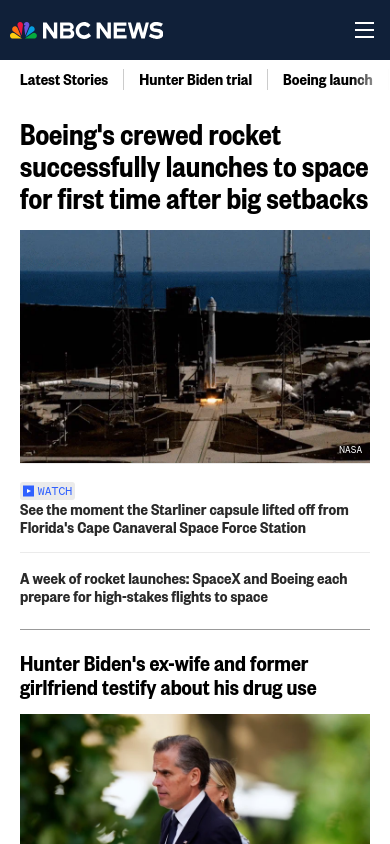 NBC NEWS
Latest Stories
Hunter Biden trial
Boeing launch
Boeing's crewed rocket
successfully launches to space
for first time after big setbacks
NASA
WATCH
See the moment the Starliner capsule lifted off from
Florida's Cape Canaveral Space Force Station
A week of rocket launches: SpaceX and Boeing each
prepare for high-stakes flights to space
Hunter Biden's ex-wife and former
girlfriend testify about his drug use